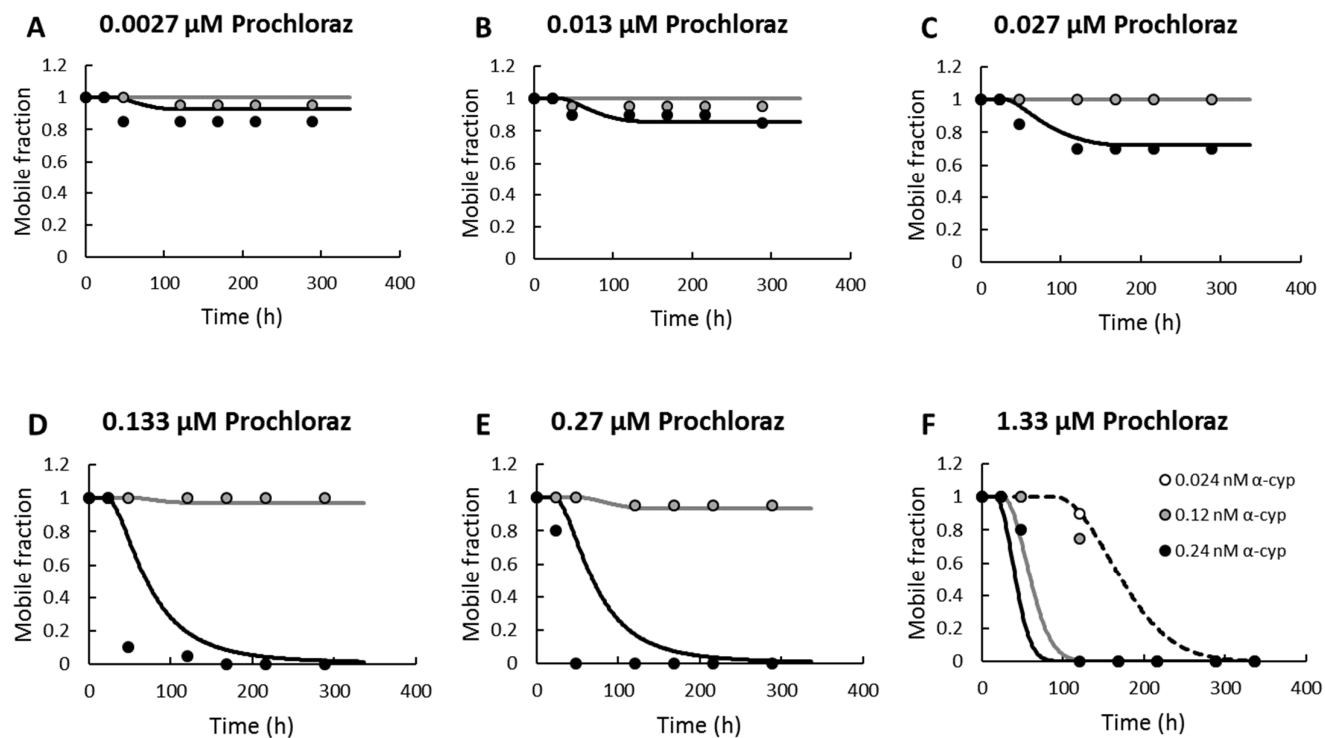 A 0.0027 µM Prochloraz
1.2
1
0.8
0.6
0.4
0.2
0
0 100 200 300 400
Mobile fraction
Time (h)
B 0.013 µM Prochloraz
1.2
1
0.8
0.6
0.4
0.2
0
0 100 200 300 400
Mobile fraction
Time (h)
C 0.027 µM Prochloraz
1.2
1
0.8
0.6
0.4
0.2
0
0 100 200 300 400
Mobile fraction
Time (h)
D 0.133 µM Prochloraz
1.2
1
0.8
0.6
0.4
0.2
0
0 100 200 300 400
Mobile fraction
Time (h)
E 0.27 µM Prochloraz
1.2
1
0.8
0.6
0.4
0.2
0
0 100 200 300 400
Mobile fraction
Time (h)
F 1.33 µM Prochloraz
1.2
1
0.8
0.6
0.4
0.2
0
0 100 200 300 400
Mobile fraction
Time (h)
0.024 nM α-cyp
0.12 nM α-cyp
0.24 nM α-cyp